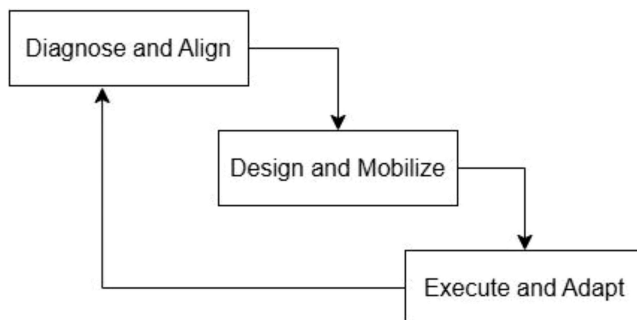 Diagnose and Align
Design and Mobilize
Execute and Adapt